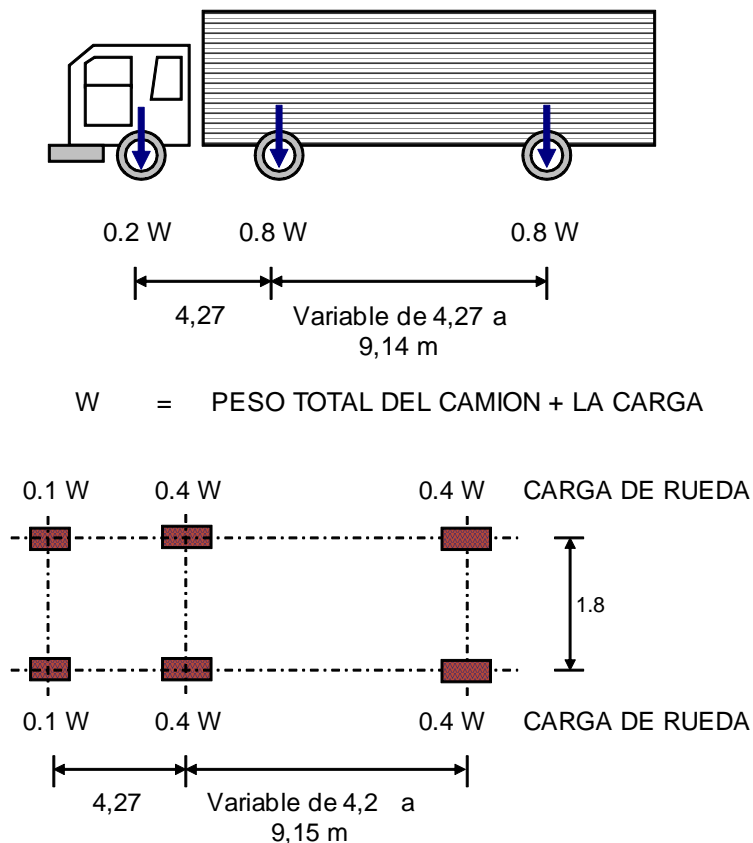 0.2 W 0.8 W 0.8 W
4,27 Variable de 4,27 a
9,14 m
W = PESO TOTAL DEL CAMION + LA CARGA
0.1 W 0.4 W 0.4 W CARGA DE RUEDA
1.8
0.1 W 0.4 W 0.4 W CARGA DE RUEDA
4,27 Variable de 4,2 a
9,15 m